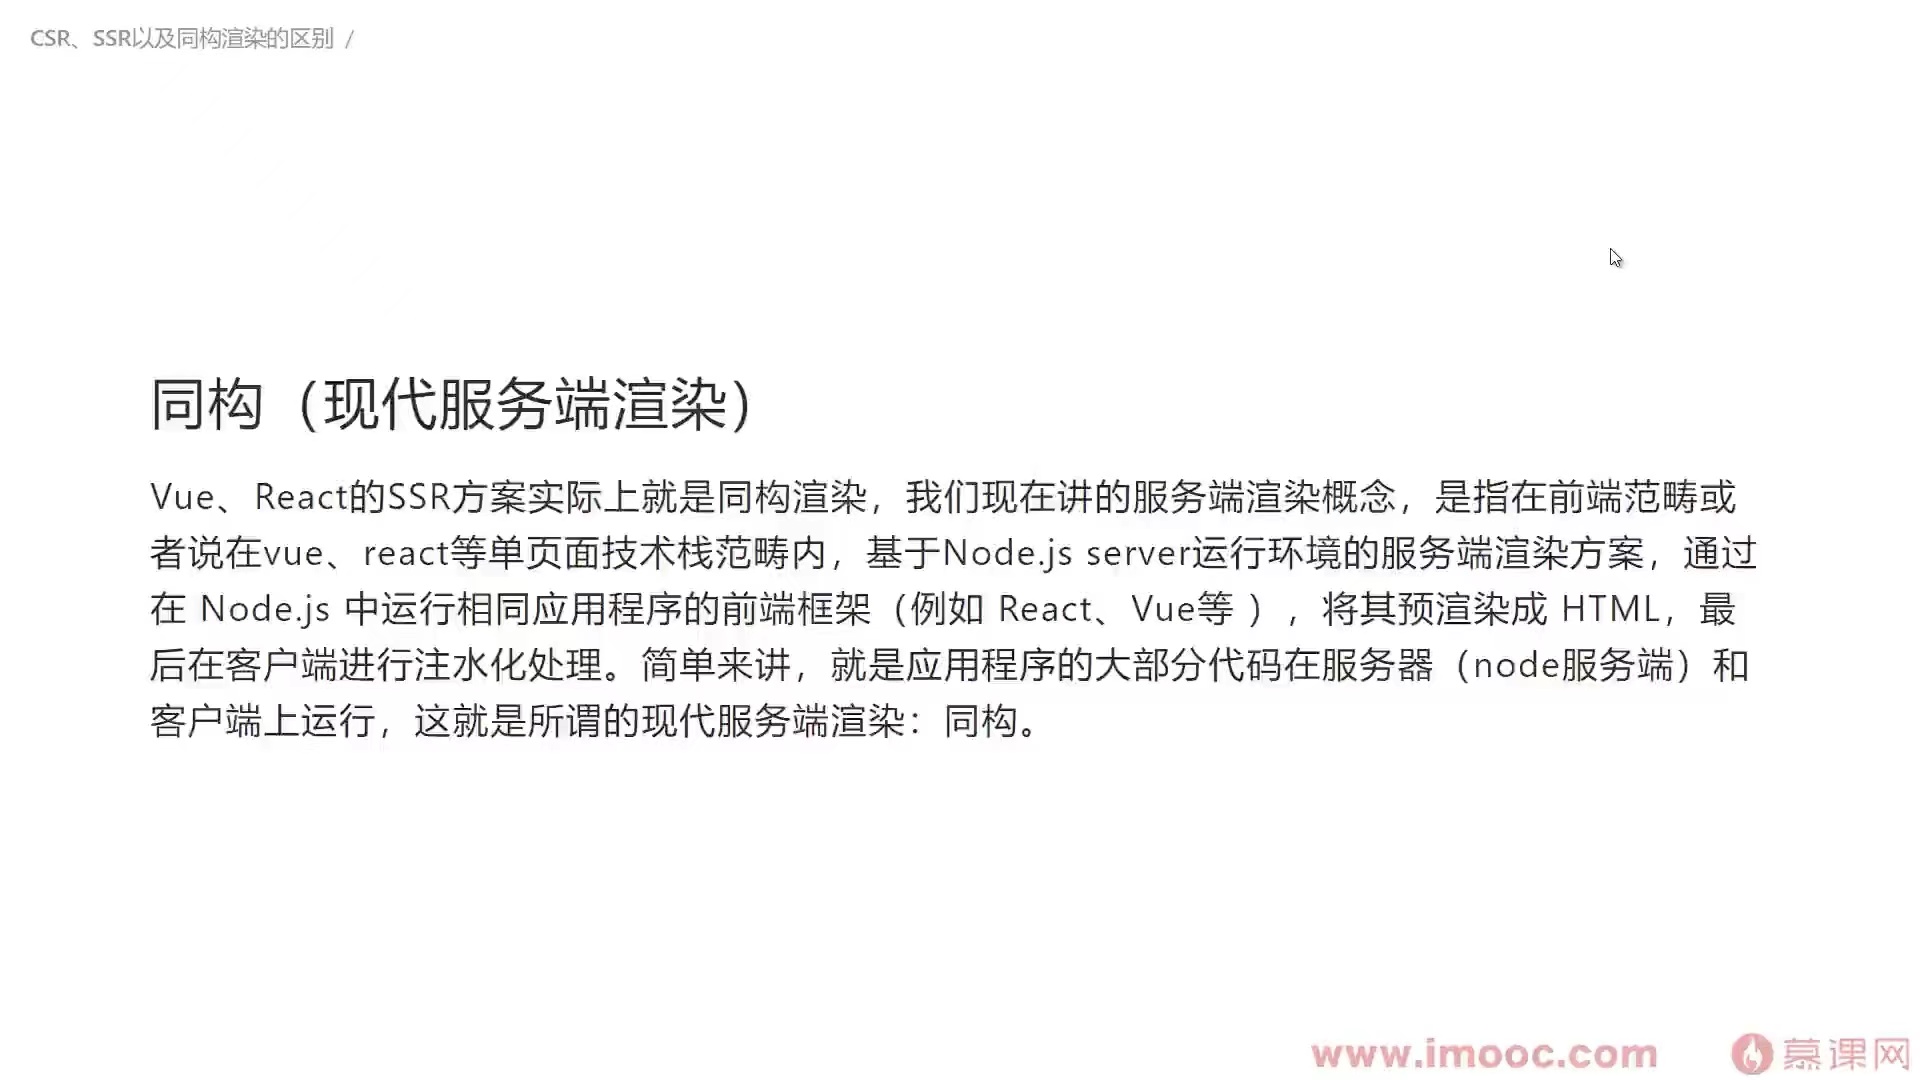 CSR、SSR以及同构渲染的区别 /
同构（现代服务端渲染）
Vue、React的SSR方案实际上就是同构渲染，我们现在讲的服务端渲染概念，是指在前端范畴或
者说在vue、react等单页面技术栈范畴内，基于Node.js server运行环境的服务端渲染方案，通过
在 Node.js 中运行相同应用程序的前端框架（例如 React、Vue等 ），将其预渲染成 HTML，最
后在客户端进行注水化处理。简单来讲，就是应用程序的大部分代码在服务器（node服务端）和
客户端上运行，这就是所谓的现代服务端渲染：同构。
www.imooc.com 慕课网